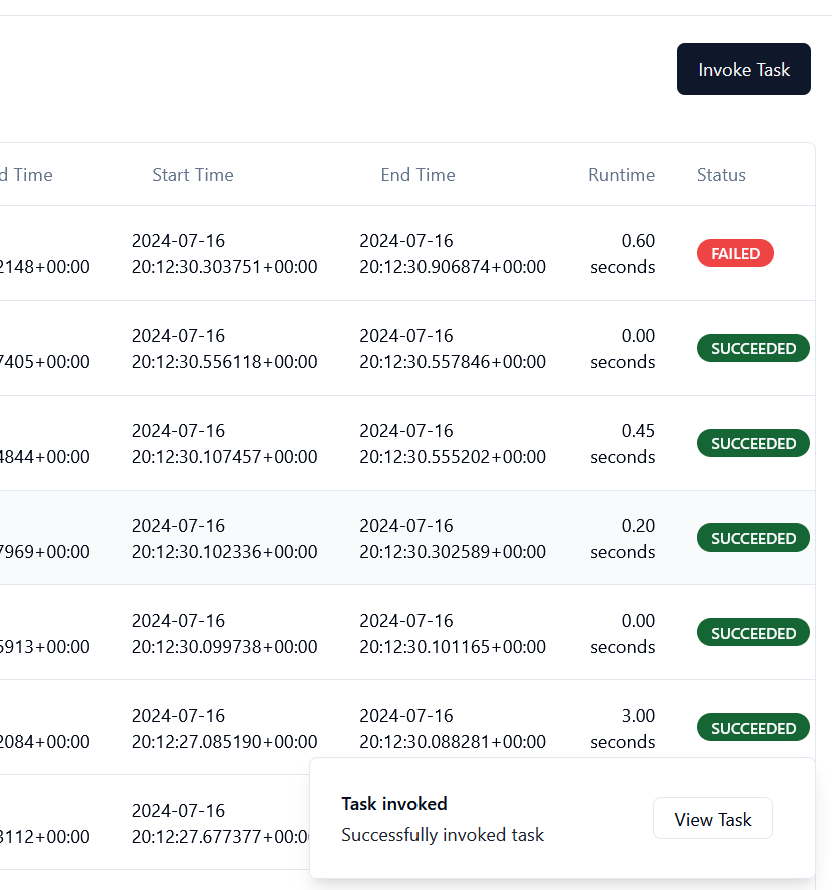 Invoke Task
d Time Start Time End Time Runtime Status
2024-07-16 2024-07-16 0.60
2148+00:00 20:12:30.303751+00:00 20:12:30.906874+00:00 seconds FAILED
2024-07-16 2024-07-16 0.00
7405+00:00 20:12:30.556118+00:00 20:12:30.557846+00:00 seconds SUCCEEDED
2024-07-16 2024-07-16 0.45
4844+00:00 20:12:30.107457+00:00 20:12:30.555202+00:00 seconds SUCCEEDED
2024-07-16 2024-07-16 0.20
7969+00:00 20:12:30.102336+00:00 20:12:30.302589+00:00 seconds SUCCEEDED
2024-07-16 2024-07-16 0.00
5913+00:00 20:12:30.099738+00:00 20:12:30.101165+00:00 seconds SUCCEEDED
2024-07-16 2024-07-16 3.00
2084+00:00 20:12:27.085190+00:00 20:12:30.088281+00:00 seconds SUCCEEDED
2024-07-16
3112+00:00 20:12:27.677377+00:0
Task invoked
Successfully invoked task
View Task